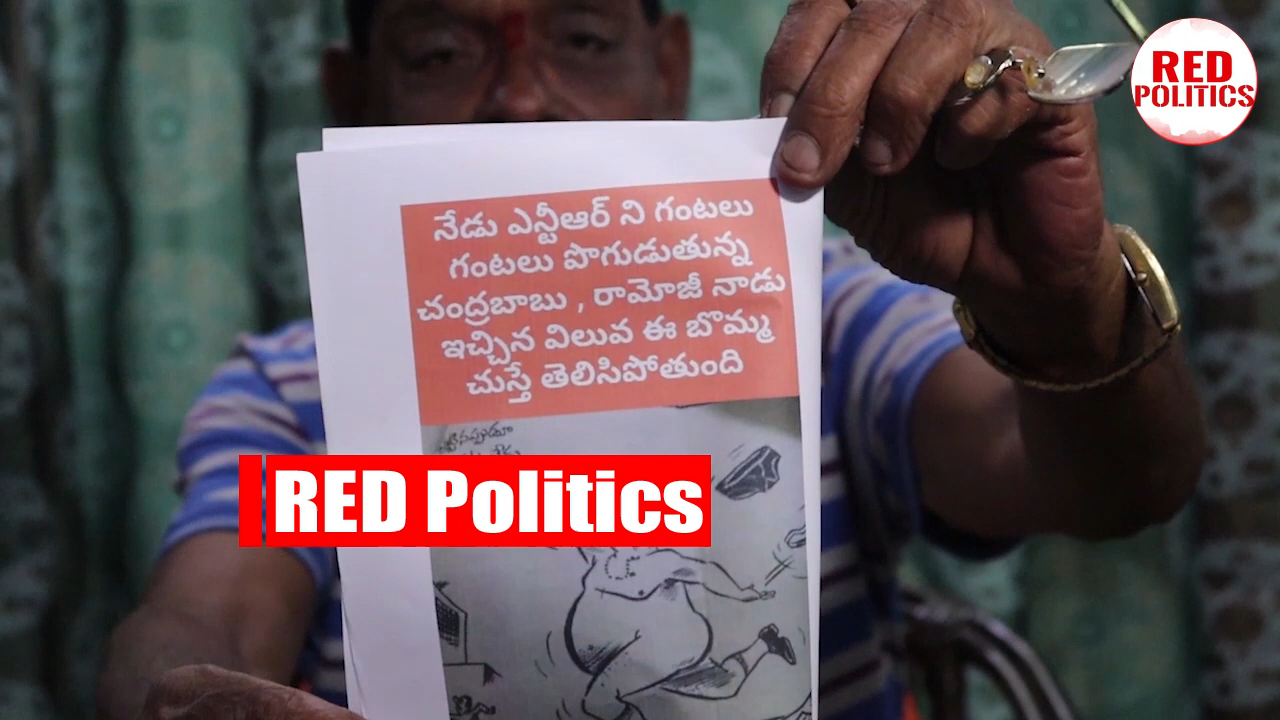 RED
POLITICS
నేడు ఎన్టీఆర్ ని గంటలు
గంటలు పొగుడుతున్న
చంద్రబాబు , రామోజీ నాడు
ఇచ్చిన విలువ ఈ బొమ్మ
చుస్తే తెలిసిపోతుంది
RED Politics